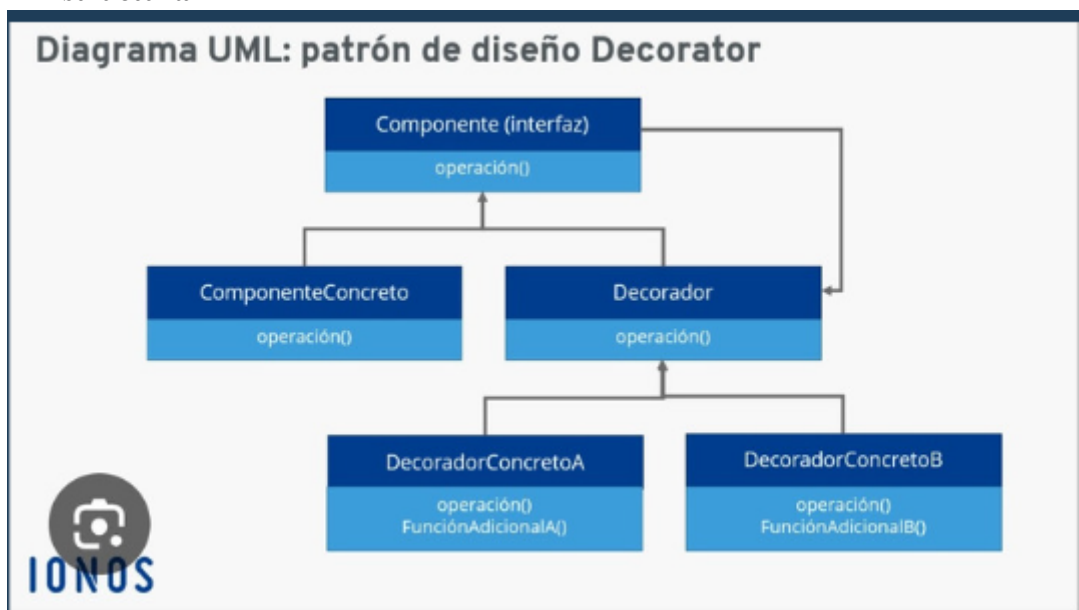 Diagrama UML: patrón de diseño Decorator
Componente (interfaz)
operación()
ComponenteConcreto
operación()
Decorador
operación()
DecoradorConcretoA
operación()
FunciónAdicionalA()
DecoradorConcretoB
operación()
FunciónAdicionalB()
IONOS